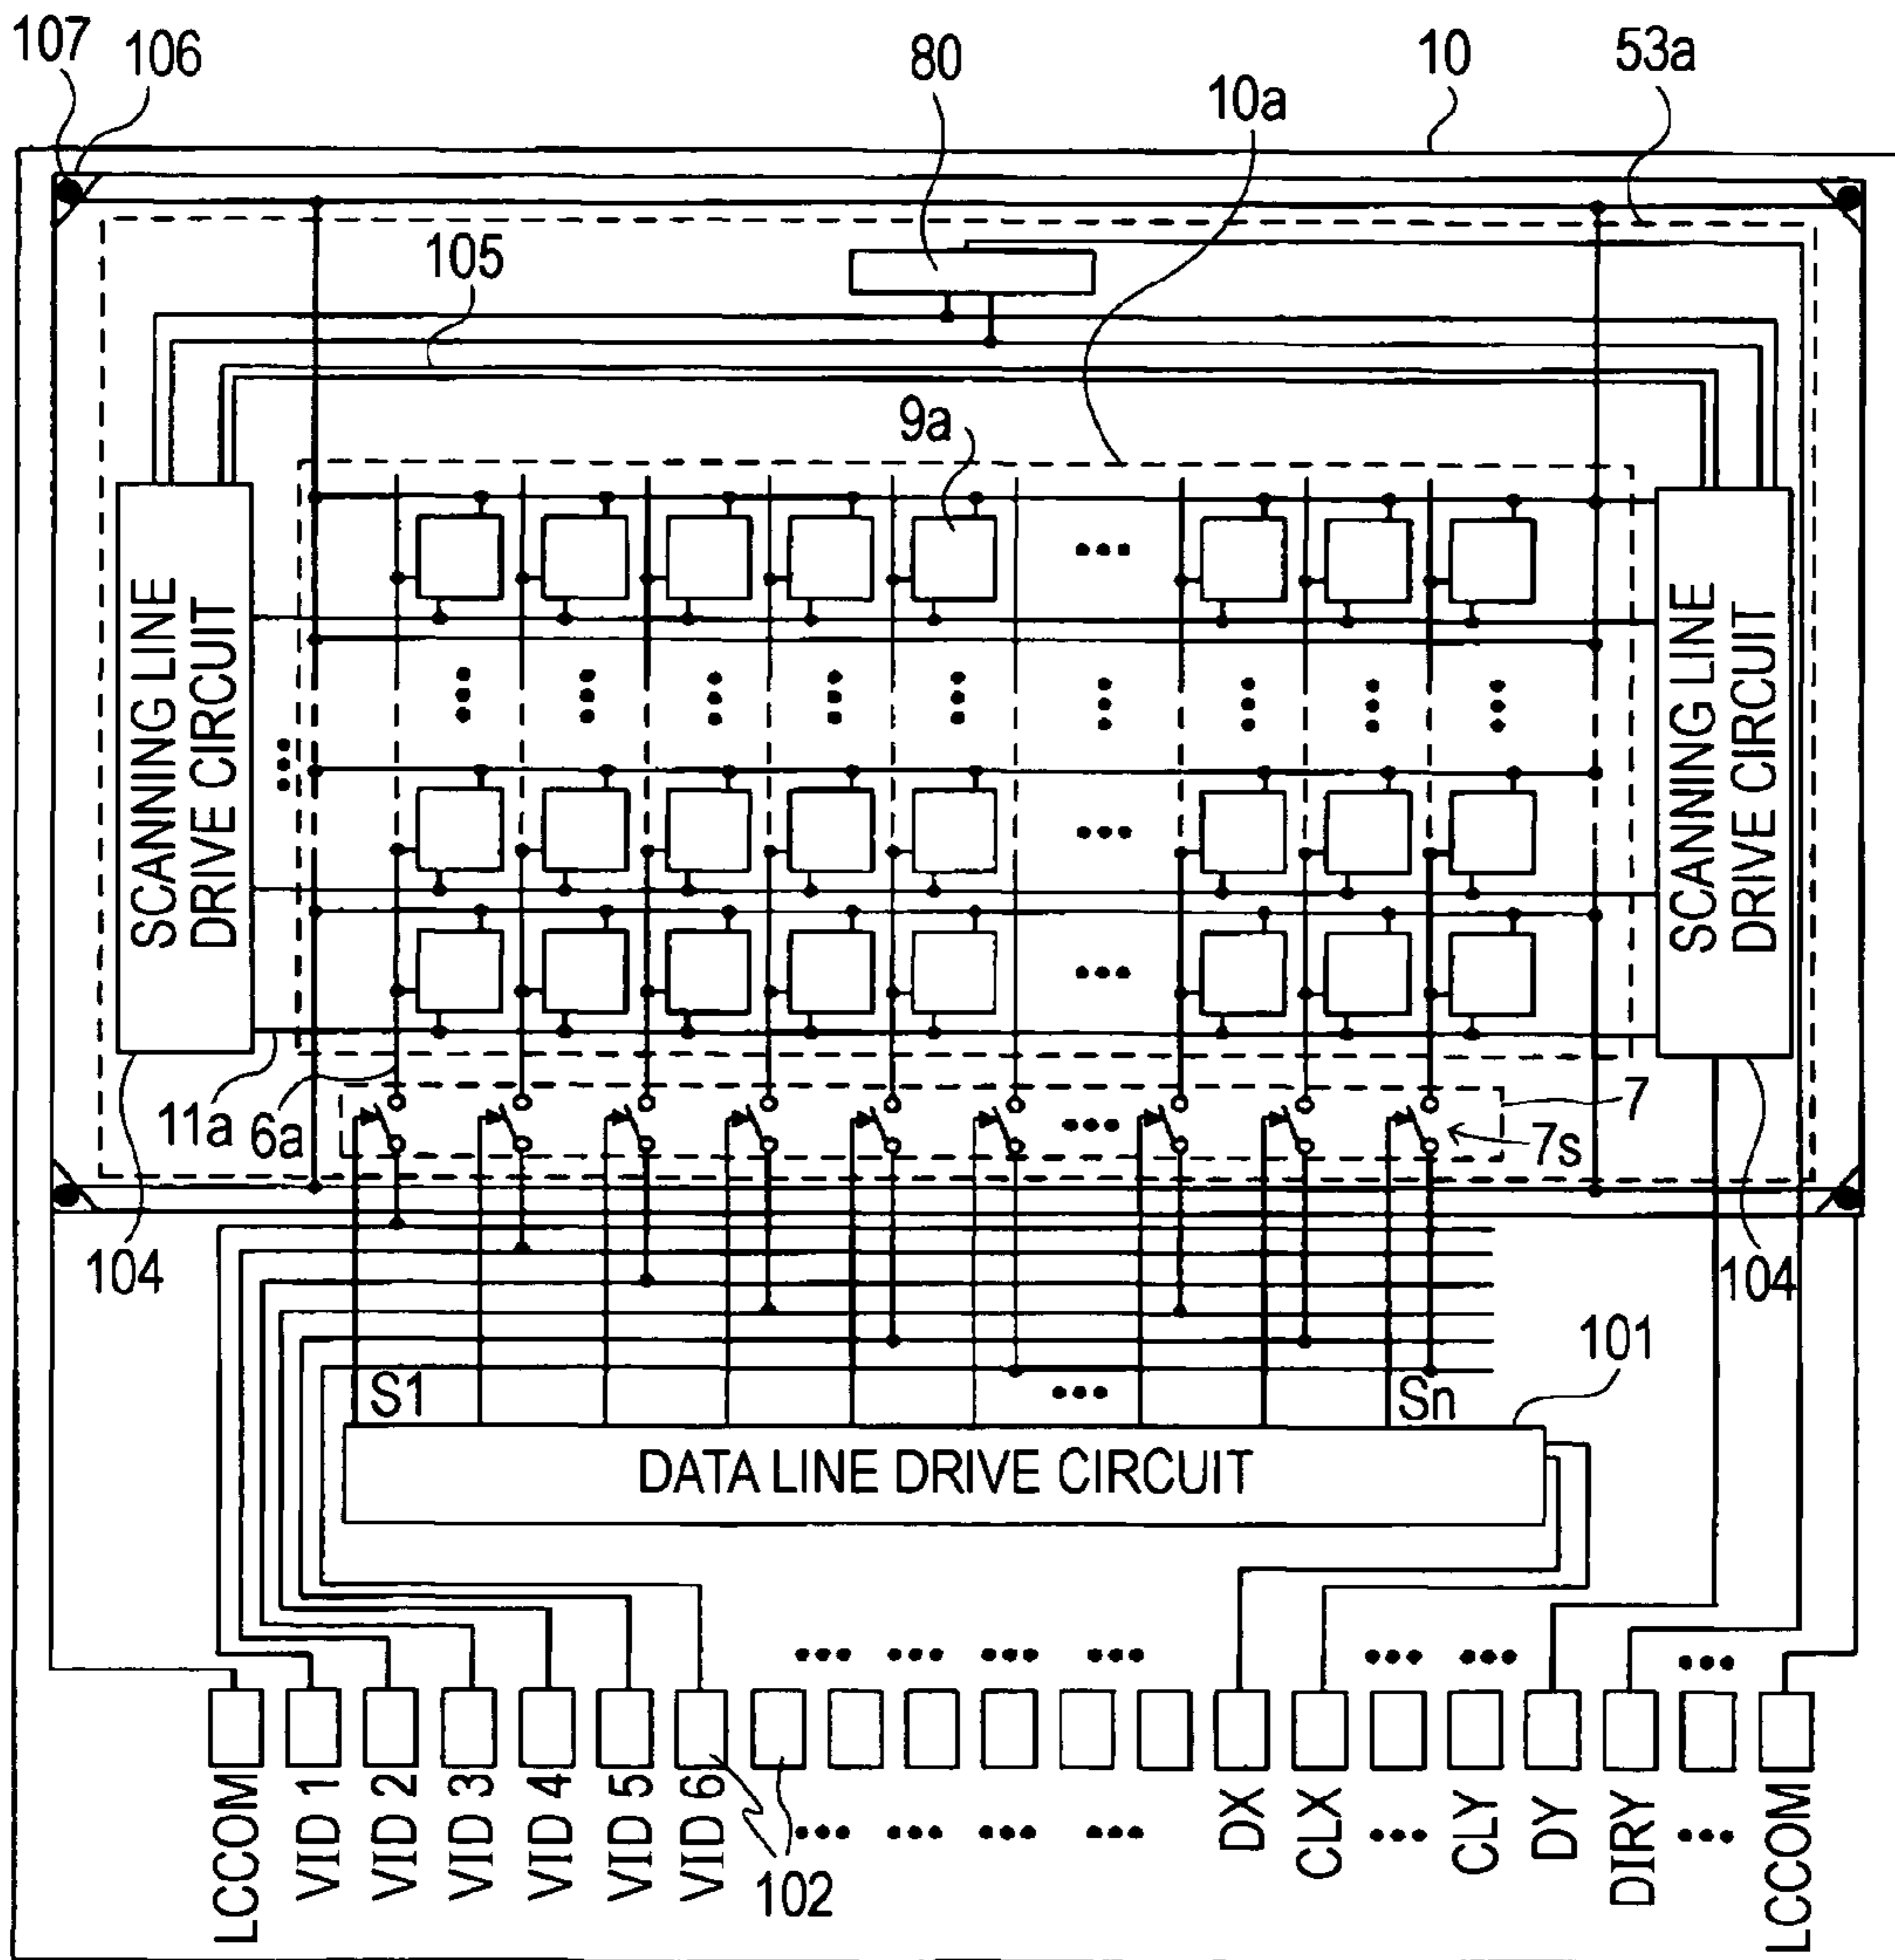 107
106
80
10a
10
53a
105
9a
SCANNING LINE
DRIVE CIRCUIT
SCANNING LINE
DRIVE CIRCUIT
11a
6a
7
7s
104
104
S1
Sn
101
DATA LINE DRIVE CIRCUIT
LCCOM
VID 1
VID 2
VID 3
VID 4
VID 5
VID 6
102
DX
CLX
CLY
DY
DIRY
LCCOM